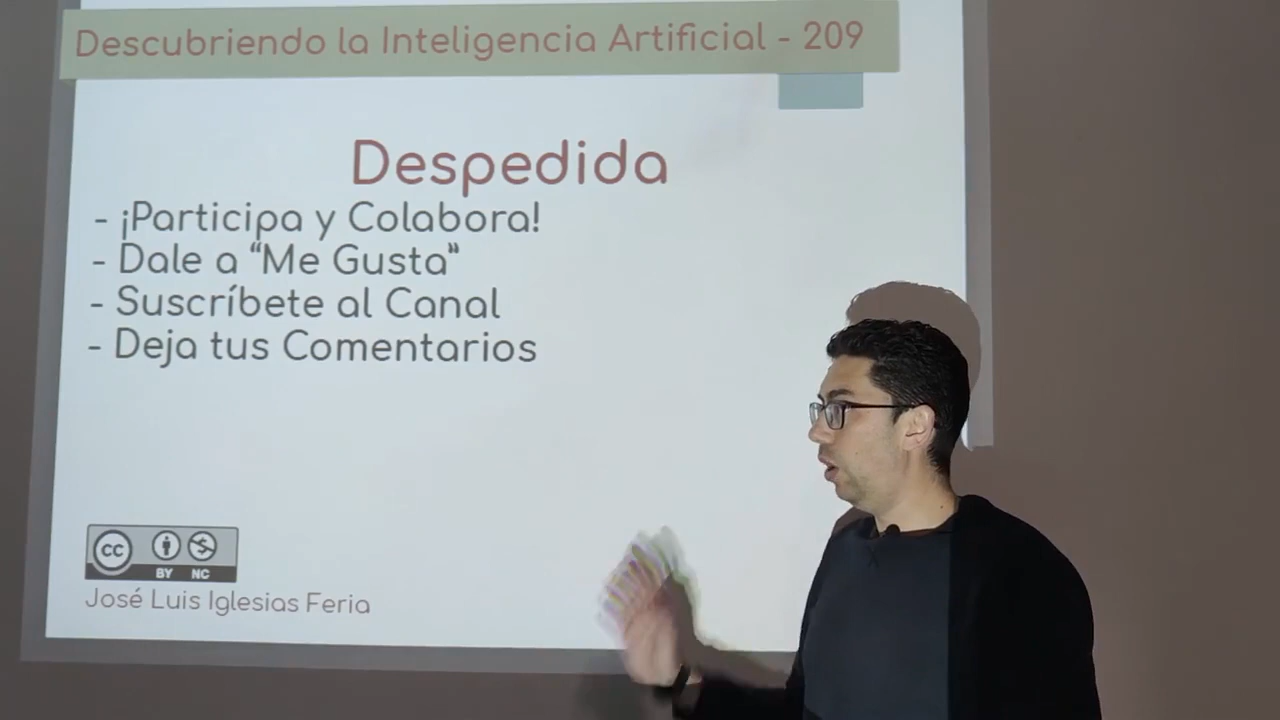 Descubriendo la Inteligencia Artificial - 209
Despedida
- ¡Participa y Colabora!
- Dale a “Me Gusta”
- Suscríbete al Canal
- Deja tus Comentarios
cc
BY NC
José Luis Iglesias Feria